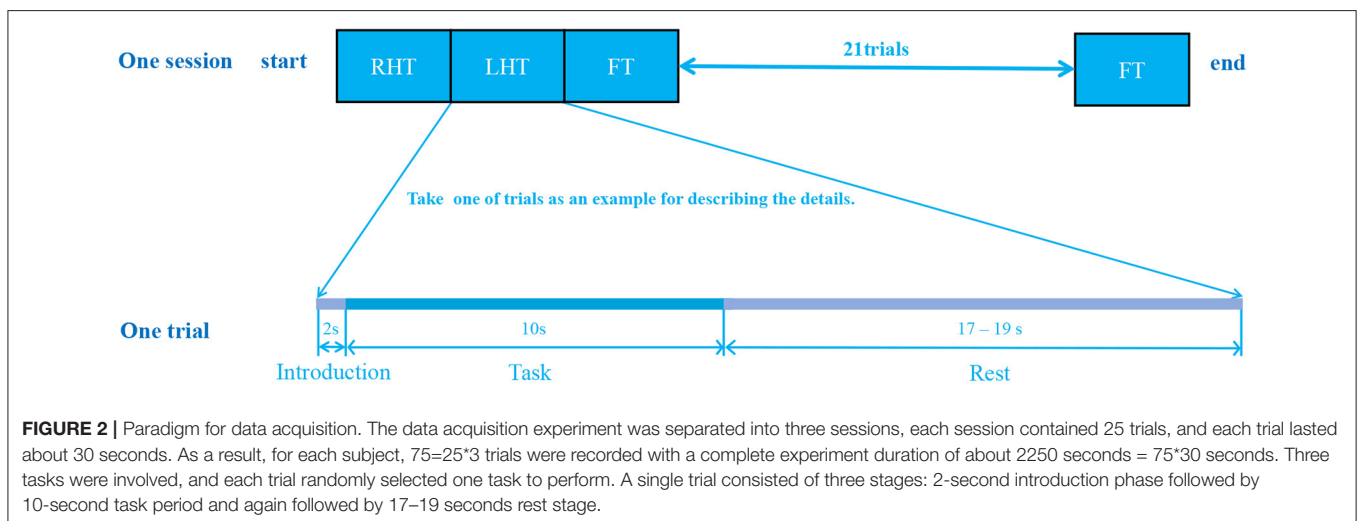 One session start RHT LHT FT 21trials FT end
Take one of trials as an example for describing the details.
One trial 2s 10s 17 – 19 s
Introduction Task Rest
FIGURE 2 | Paradigm for data acquisition. The data acquisition experiment was separated into three sessions, each session contained 25 trials, and each trial lasted
about 30 seconds. As a result, for each subject, 75=25*3 trials were recorded with a complete experiment duration of about 2250 seconds = 75*30 seconds. Three
tasks were involved, and each trial randomly selected one task to perform. A single trial consisted of three stages: 2-second introduction phase followed by
10-second task period and again followed by 17–19 seconds rest stage.